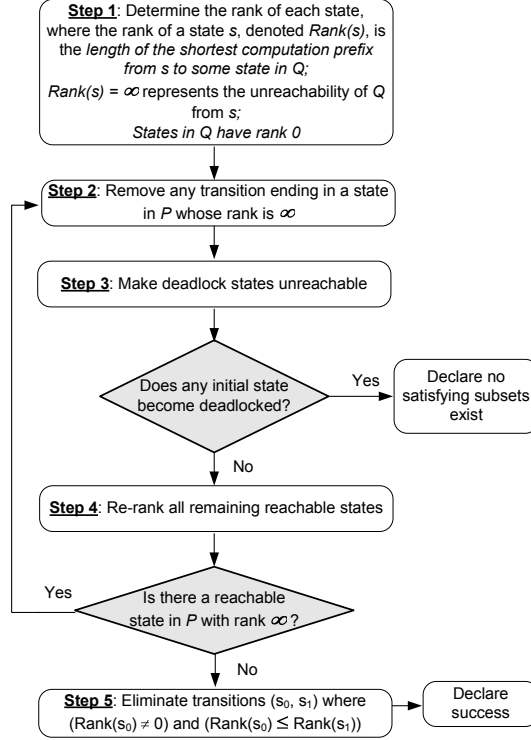 Step 1: Determine the rank of each state,
where the rank of a state s, denoted Rank(s), is
the length of the shortest computation prefix
from s to some state in Q;
Rank(s) = ∞ represents the unreachability of Q
from s;
States in Q have rank 0
Step 2: Remove any transition ending in a state
in P whose rank is ∞
Step 3: Make deadlock states unreachable
Does any initial state
become deadlocked?
Yes
Declare no
satisfying subsets
exist
No
Step 4: Re-rank all remaining reachable states
Yes
Is there a reachable
state in P with rank ∞ ?
No
Step 5: Eliminate transitions (s0, s1) where
(Rank(s0) ≠ 0) and (Rank(s0) ≤ Rank(s1))
Declare
success